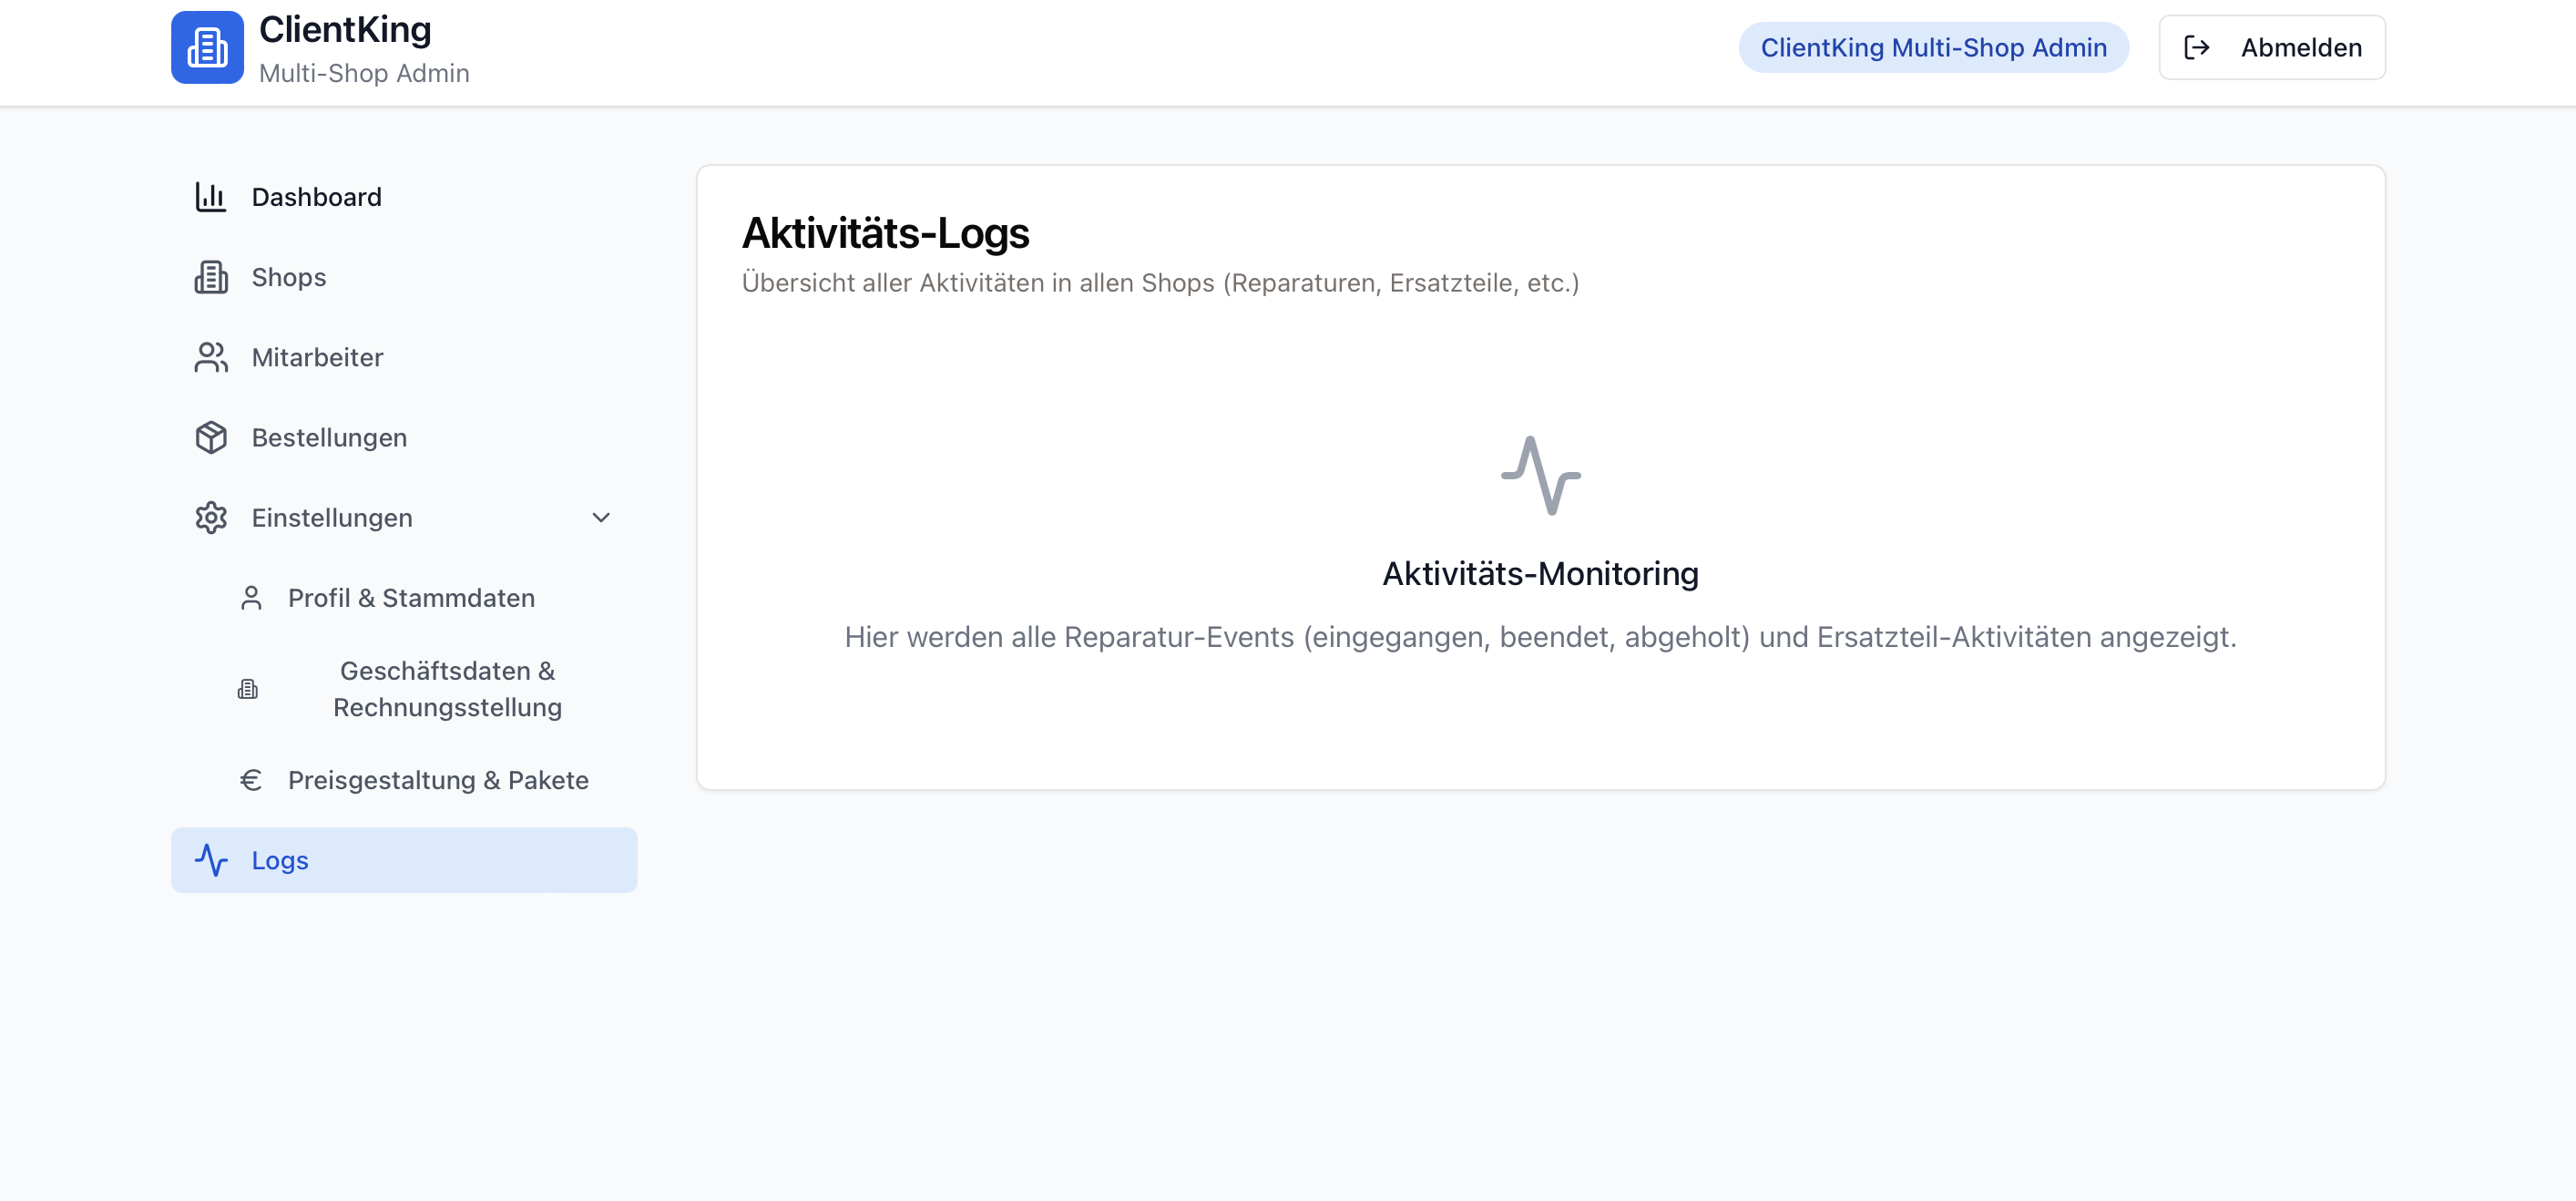 ClientKing
Multi-Shop Admin
ClientKing Multi-Shop Admin
Abmelden
Dashboard
Shops
Mitarbeiter
Bestellungen
Einstellungen
Profil & Stammdaten
Geschäftsdaten &
Rechnungsstellung
€ Preisgestaltung & Pakete
Logs
Aktivitäts-Logs
Übersicht aller Aktivitäten in allen Shops (Reparaturen, Ersatzteile, etc.)
Aktivitäts-Monitoring
Hier werden alle Reparatur-Events (eingegangen, beendet, abgeholt) und Ersatzteil-Aktivitäten angezeigt.